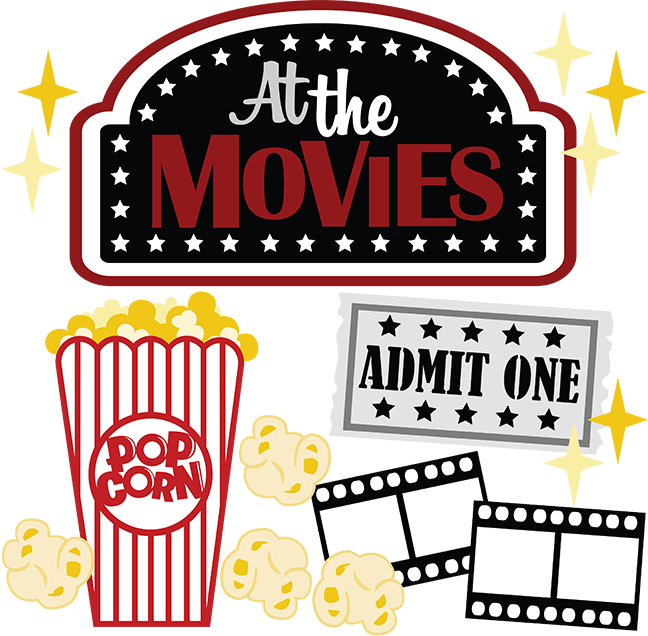 At the
MOVIES
ADMIT ONE
POP
CORN